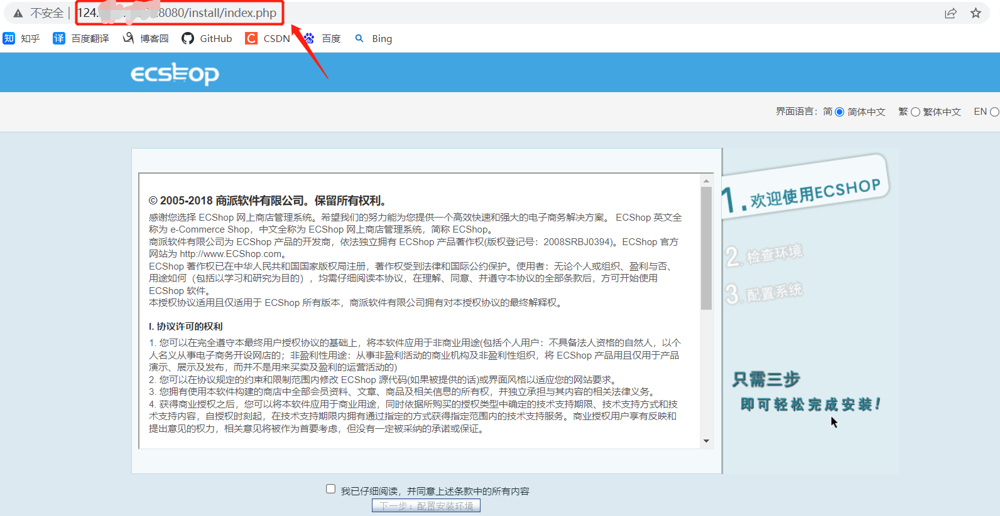 不安全 | 124. :8080/install/index.php
知 知乎 译 百度翻译 博客园 GitHub C CSDN du 百度 Bing
ecshop
界面语言： 简 简体中文 繁 繁体中文 EN
© 2005-2018 商派软件有限公司。保留所有权利。
感谢您选择 ECShop 网上商店管理系统。希望我们的努力能为您提供一个高效快速和强大的电子商务解决方案。 ECShop 英文全
称为 e-Commerce Shop，中文全称为 ECShop 网上商店管理系统，简称 ECShop。
商派软件有限公司为 ECShop 产品的开发商，依法独立拥有 ECShop 产品著作权(版权登记号：2008SRBJ0394)。ECShop 官方
网站为 http://www.ECShop.com。
ECShop 著作权已在中华人民共和国国家版权局注册，著作权受到法律和国际公约保护。使用者：无论个人或组织、盈利与否、
用途如何（包括以学习和研究为目的），均需仔细阅读本协议，在理解、同意、并遵守本协议的全部条款后，方可开始使用
ECShop 软件。
本授权协议适用且仅适用于 ECShop 所有版本，商派软件有限公司拥有对本授权协议的最终解释权。
I. 协议许可的权利
1. 您可以在完全遵守本最终用户授权协议的基础上，将本软件应用于非商业用途(包括个人用户：不具备法人资格的自然人，以个
人名义从事电子商务开设网店的；非盈利性用途：从事非盈利活动的商业机构及非盈利性组织，将 ECShop 产品用且仅用于产品
演示、展示及发布，而并不是用来买卖及盈利的运营活动的)
2. 您可以在协议规定的约束和限制范围内修改 ECShop 源代码(如果被提供的话)或界面风格以适应您的网站要求。
3. 您拥有使用本软件构建的商店中全部会员资料、文章、商品及相关信息的所有权，并独立承担与其内容的相关法律义务。
4. 获得商业授权之后，您可以将本软件应用于商业用途，同时依据所购买的授权类型中确定的技术支持期限、技术支持方式和技
术支持内容，自授权时刻起，在技术支持期限内拥有通过指定的方式获得指定范围内的技术支持服务。商业授权用户享有反映和
提出意见的权力，相关意见将被作为首要考虑，但没有一定被采纳的承诺或保证。
1. 欢迎使用ECSHOP
2. 检查环境
3. 配置系统
只需三步
即可轻松完成安装！
我已仔细阅读，并同意上述条款中的所有内容
下一步：配置安装环境